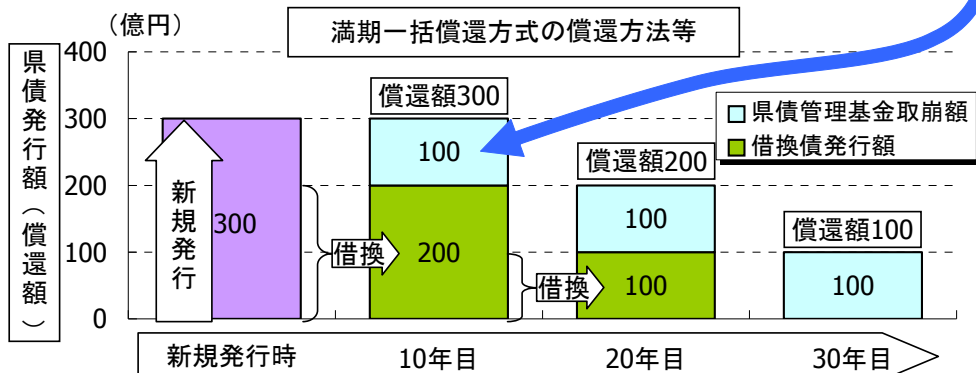 （億円）
満期一括償還方式の償還方法等
県債発行額（償還額）
400
300
200
100
0
新規発行
300
借換
償還額300
100
200
借換
償還額200
100
100
償還額100
100
県債管理基金取崩額
借換債発行額
新規発行時
10年目
20年目
30年目